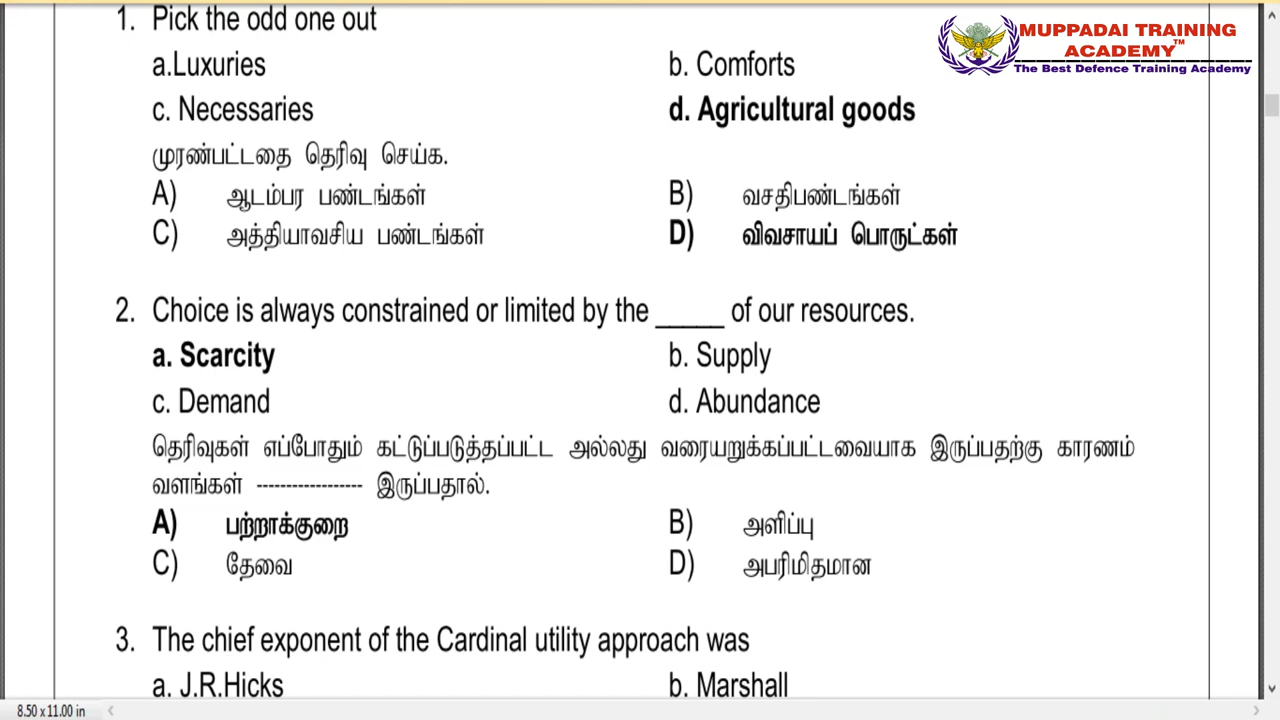 1. Pick the odd one out
a.Luxuries b. Comforts
c. Necessaries d. Agricultural goods
முரண்பட்டதை தெரிவு செய்க.
A) ஆடம்பர பண்டங்கள் B) வசதிபண்டங்கள்
C) அத்தியாவசிய பண்டங்கள் D) விவசாயப் பொருட்கள்
2. Choice is always constrained or limited by the _____ of our resources.
a. Scarcity b. Supply
c. Demand d. Abundance
தெரிவுகள் எப்போதும் கட்டுப்படுத்தப்பட்ட அல்லது வரையறுக்கப்பட்டவையாக இருப்பதற்கு காரணம்
வளங்கள் ------------------ இருப்பதால்.
A) பற்றாக்குறை B) அளிப்பு
C) தேவை D) அபரிமிதமான
3. The chief exponent of the Cardinal utility approach was
a. J.R.Hicks b. Marshall
MUPPADAI TRAINING
ACADEMY™
The Best Defence Training Academy
8.50 x 11.00 in